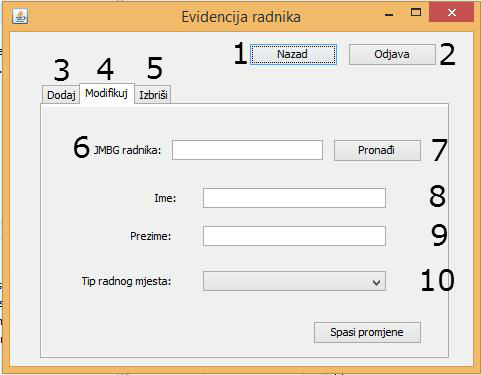 Evidencija radnika
1 Nazad Odjava 2
3 4 5
Dodaj Modifikuj Izbriši
6 JMBG radnika: Pronađi 7
Ime: 8
Prezime: 9
Tip radnog mjesta: 10
Spasi promjene